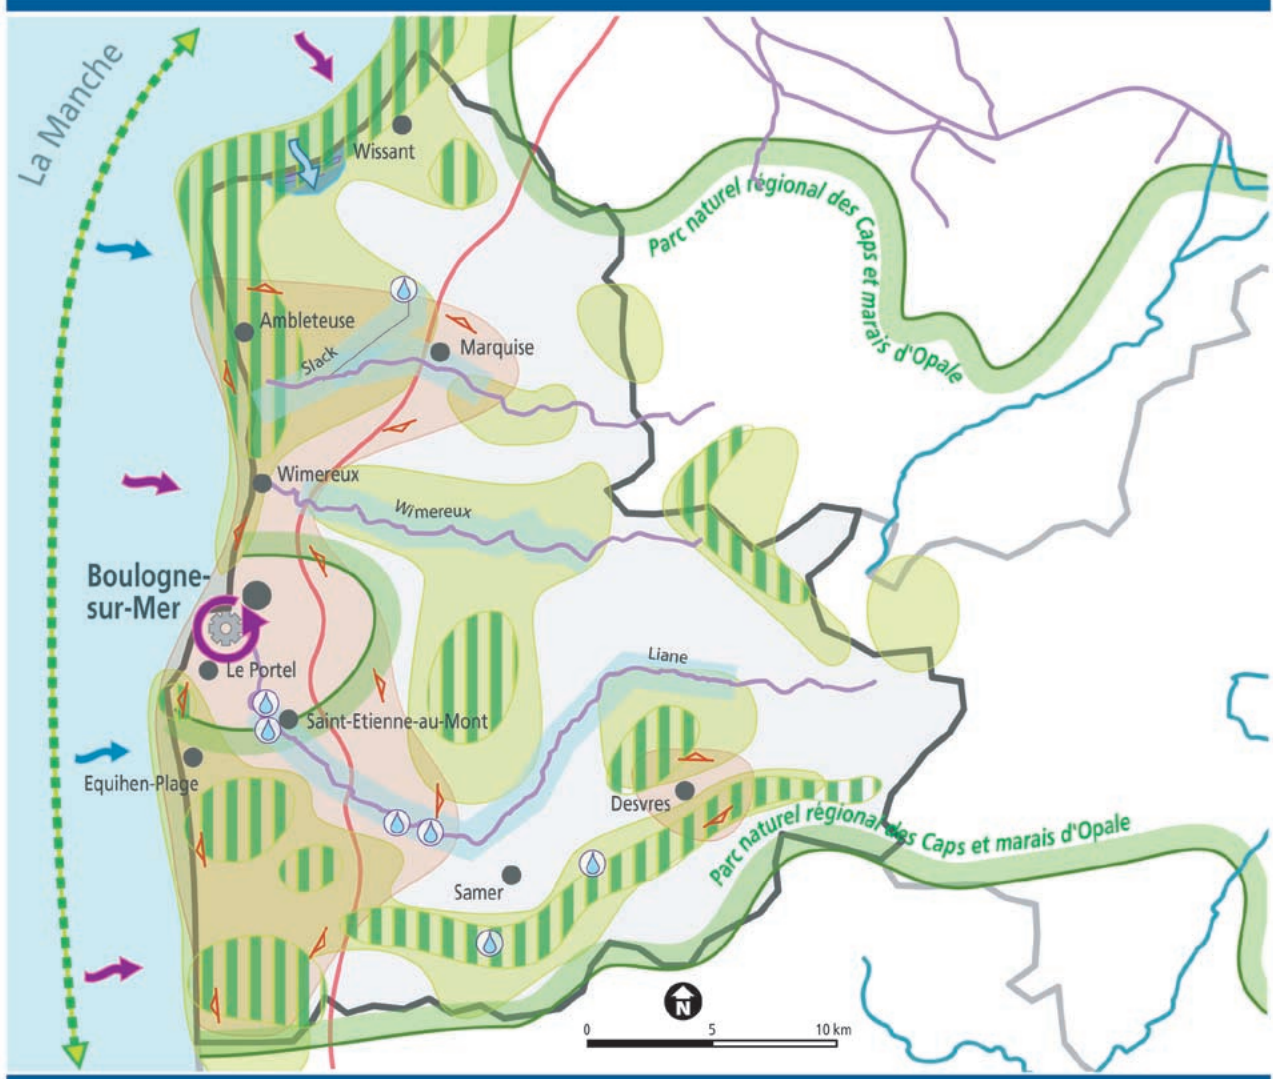 La Manche
Wissant
Parc naturel régional des Caps et marais d'Opale
Ambleteuse
Slack
Marquise
Wimereux
Wimereux
Boulogne-
sur-Mer
Le Portel
Liane
Saint-Etienne-au-Mont
Equihen-Plage
Desvres
Parc naturel régional des Caps et marais d'Opale
Samer
N
0 5 10 km